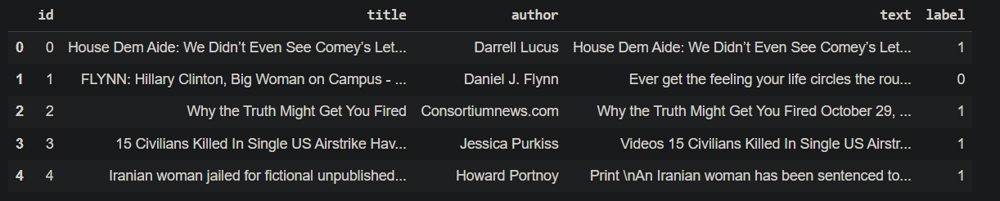 id title author text label
0 0 House Dem Aide: We Didn’t Even See Comey’s Let... Darrell Lucus House Dem Aide: We Didn’t Even See Comey’s Let... 1
1 1 FLYNN: Hillary Clinton, Big Woman on Campus - ... Daniel J. Flynn Ever get the feeling your life circles the rou... 0
2 2 Why the Truth Might Get You Fired Consortiumnews.com Why the Truth Might Get You Fired October 29, ... 1
3 3 15 Civilians Killed In Single US Airstrike Hav... Jessica Purkiss Videos 15 Civilians Killed In Single US Airstr... 1
4 4 Iranian woman jailed for fictional unpublished... Howard Portnoy Print \nAn Iranian woman has been sentenced to... 1